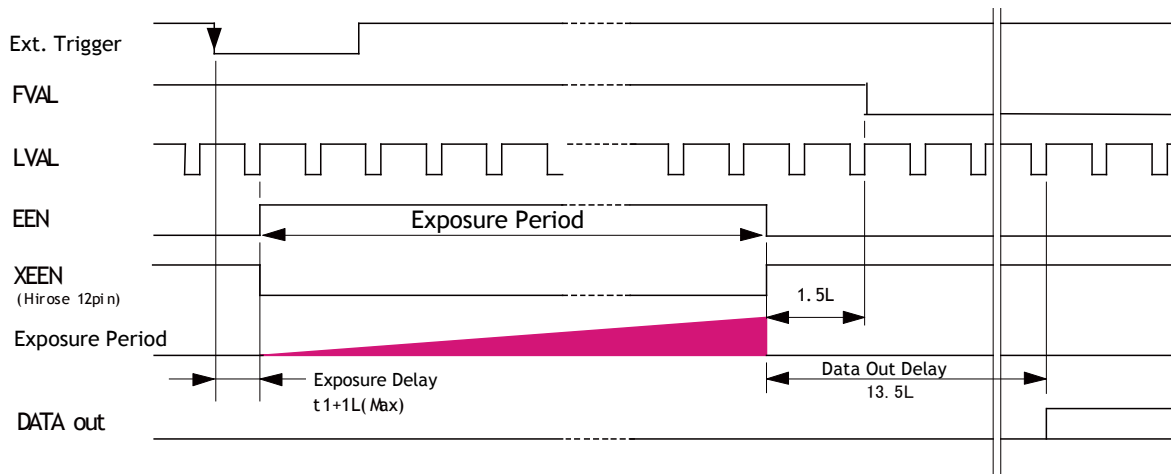 Ext. Trigger
FVAL
LVAL
EEN
Exposure Period
XEEN
(Hirose 12pin)
1.5L
Exposure Period
Exposure Delay
t1+1L(Max)
Data Out Delay
13.5L
DATA out